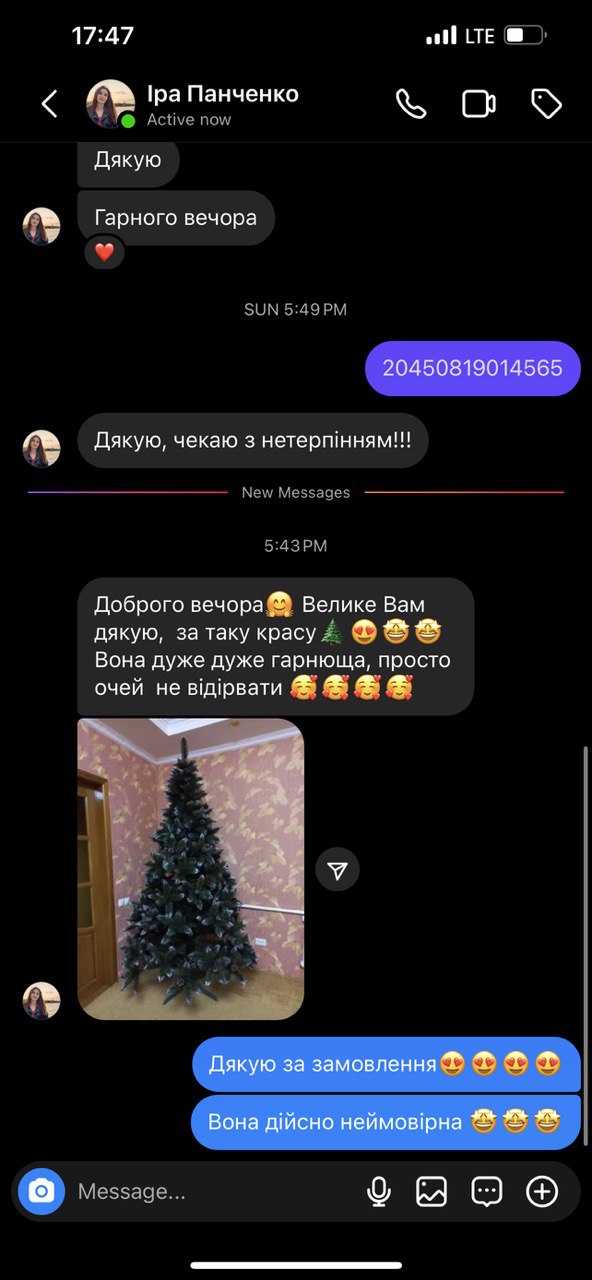 17:47
LTE
Іра Панченко
Active now
Дякую
Гарного вечора
SUN 5:49 PM
20450819014565
Дякую, чекаю з нетерпінням!!!
New Messages
5:43 PM
Доброго вечора🤗 Велике Вам
дякую, за таку красу🌲😍🤩🤩
Вона дуже дуже гарнюща, просто
очей не відірвати 🥰🥰🥰🥰
Дякую за замовлення😍😍😍😍
Вона дійсно неймовірна 🤩🤩🤩
Message...